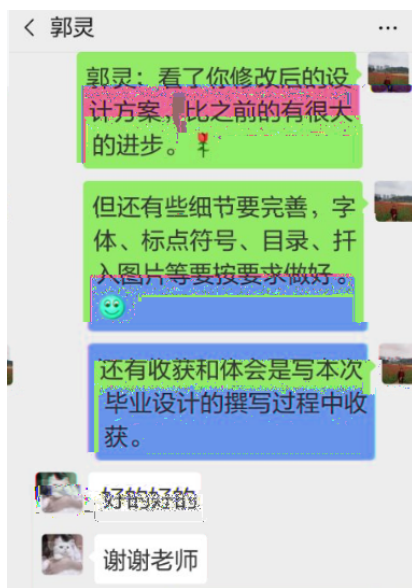 郭灵
郭灵：看了你修改后的设
计方案，比之前的有很大
的进步。🌹
但还有些细节要完善，字
体、标点符号、目录、扦
入图片等要按要求做好。
还有收获和体会是写本次
毕业设计的撰写过程中收
获。
好的好的
谢谢老师